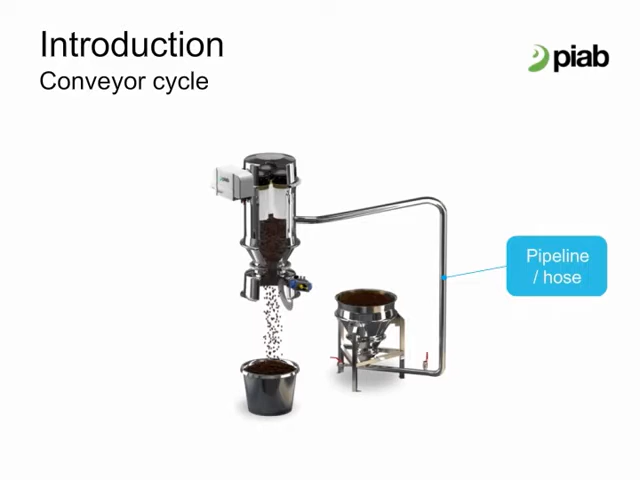 Introduction
Conveyor cycle
piab
Pipeline
/ hose